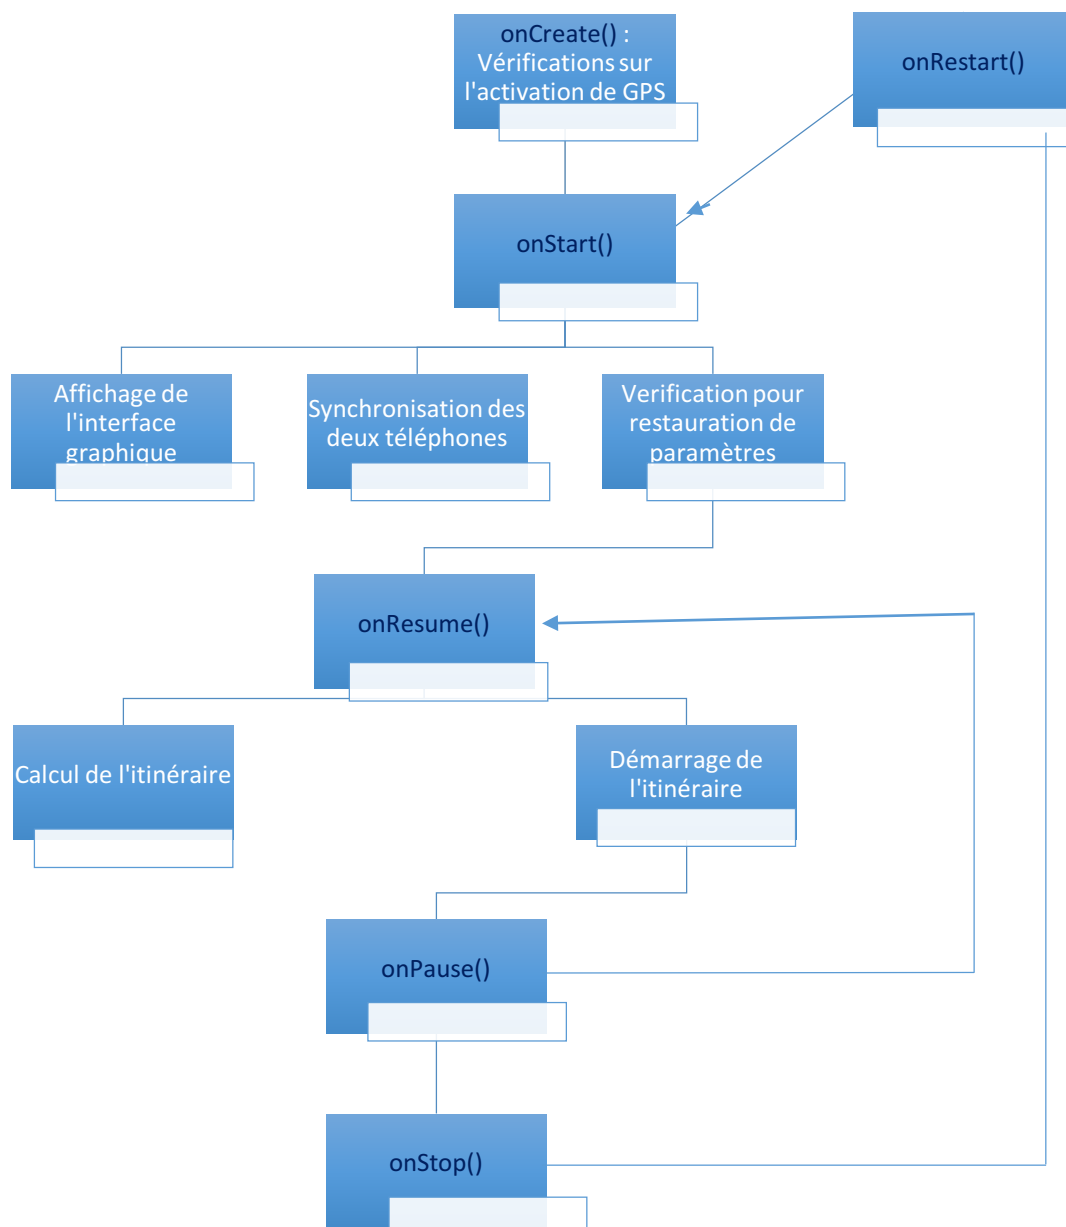 onCreate() :
Vérifications sur
l'activation de GPS
onRestart()
onStart()
Affichage de
l'interface
graphique
Synchronisation des
deux téléphones
Verification pour
restauration de
paramètres
onResume()
Calcul de l'itinéraire
Démarrage de
l'itinéraire
onPause()
onStop()